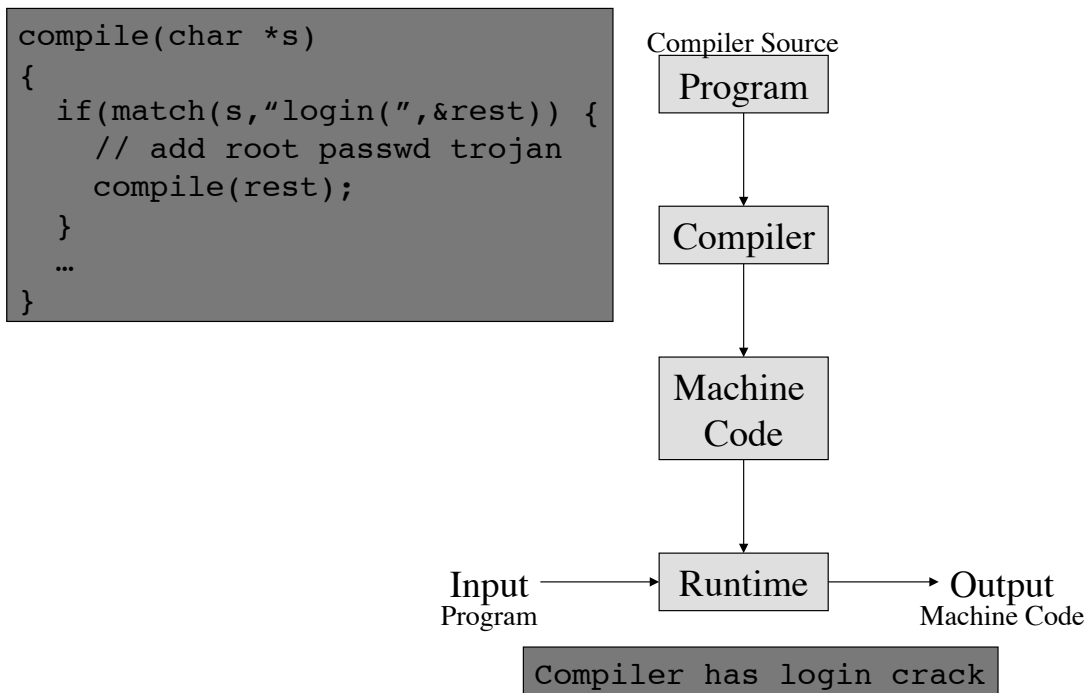 compile(char *s)
{
if(match(s,“login(”,&rest)) {
// add root passwd trojan
compile(rest);
}
…
}
Compiler Source
Program
Compiler
Machine
Code
Input
Program
Runtime
Output
Machine Code
Compiler has login crack